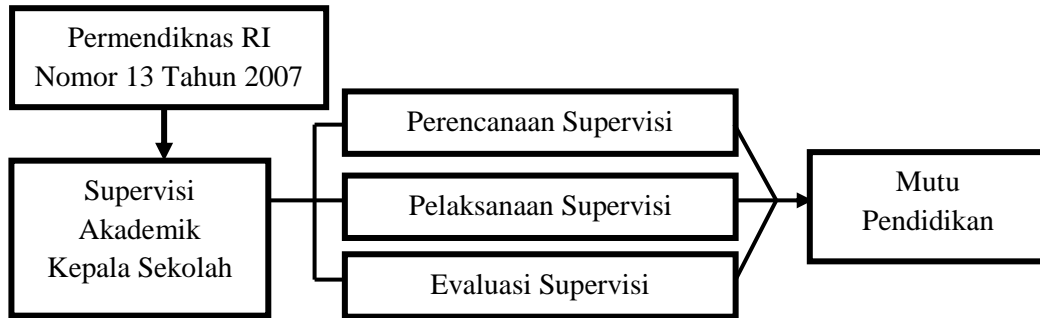 Permendiknas RI
Nomor 13 Tahun 2007
Supervisi
Akademik
Kepala Sekolah
Perencanaan Supervisi
Pelaksanaan Supervisi
Evaluasi Supervisi
Mutu
Pendidikan